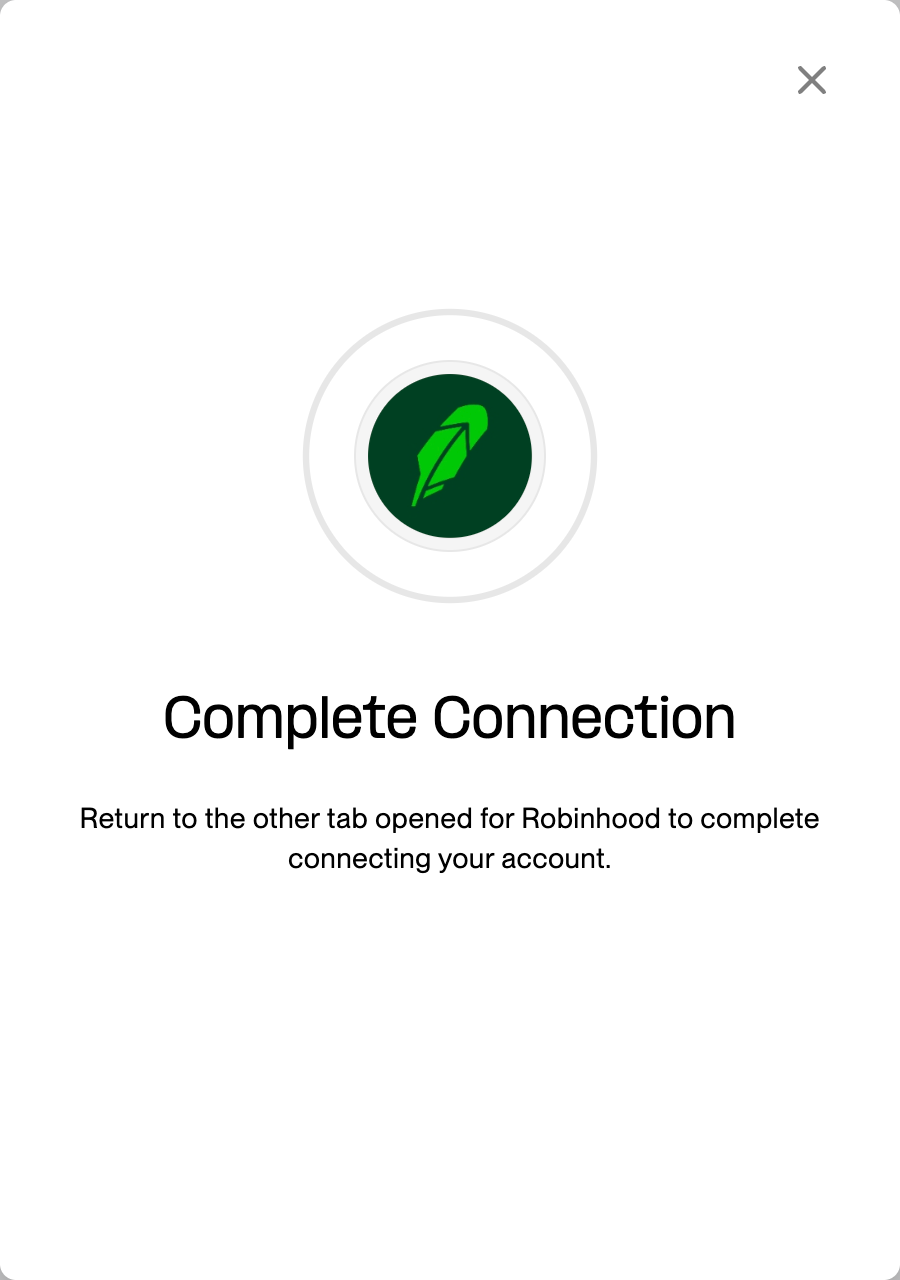 Complete Connection
Return to the other tab opened for Robinhood to complete
connecting your account.